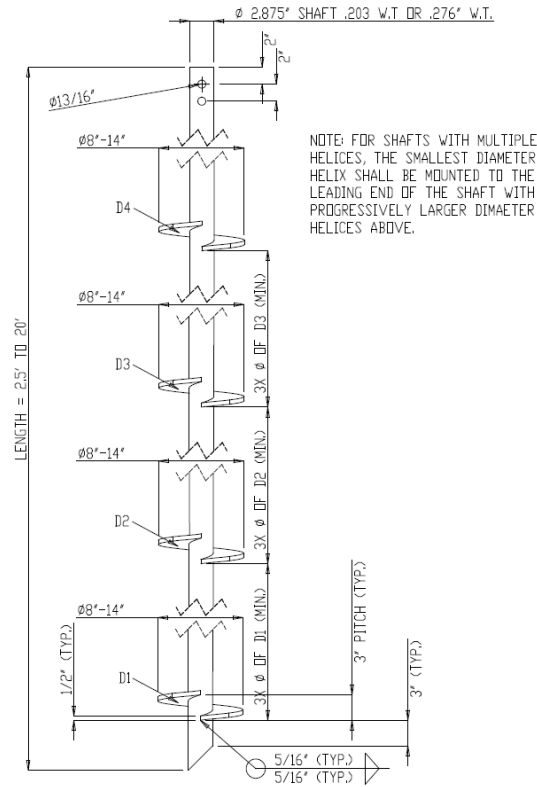 Ø 2.875" SHAFT .203 W.T OR .276" W.T.
2"
2"
Ø13/16"
Ø8"-14"
NOTE: FOR SHAFTS WITH MULTIPLE
HELICES, THE SMALLEST DIAMETER
HELIX SHALL BE MOUNTED TO THE
LEADING END OF THE SHAFT WITH
PROGRESSIVELY LARGER DIMAETER
HELICES ABOVE.
D4
Ø8"-14"
3X Ø OF D3 (MIN.)
LENGTH = 2.5' TO 20'
D3
Ø8"-14"
3X Ø OF D2 (MIN.)
D2
Ø8"-14"
3X Ø OF D1 (MIN.)
3" PITCH (TYP.)
1/2" (TYP.)
D1
3" (TYP.)
5/16" (TYP.)
5/16" (TYP.)